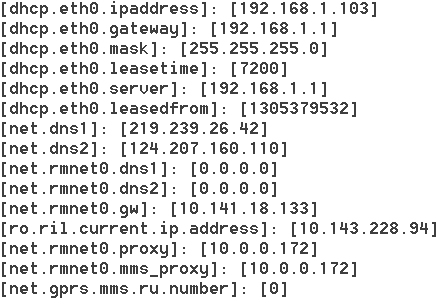 [dhcp.eth0.ipaddress]: [192.168.1.103]
[dhcp.eth0.gateway]: [192.168.1.1]
[dhcp.eth0.mask]: [255.255.255.0]
[dhcp.eth0.leasetime]: [7200]
[dhcp.eth0.server]: [192.168.1.1]
[dhcp.eth0.leasedfrom]: [1305379532]
[net.dns1]: [219.239.26.42]
[net.dns2]: [124.207.160.110]
[net.rmnet0.dns1]: [0.0.0.0]
[net.rmnet0.dns2]: [0.0.0.0]
[net.rmnet0.gw]: [10.141.18.133]
[ro.ril.current.ip.address]: [10.143.228.94]
[net.rmnet0.proxy]: [10.0.0.172]
[net.rmnet0.mms_proxy]: [10.0.0.172]
[net.gprs.mms.ru.number]: [0]